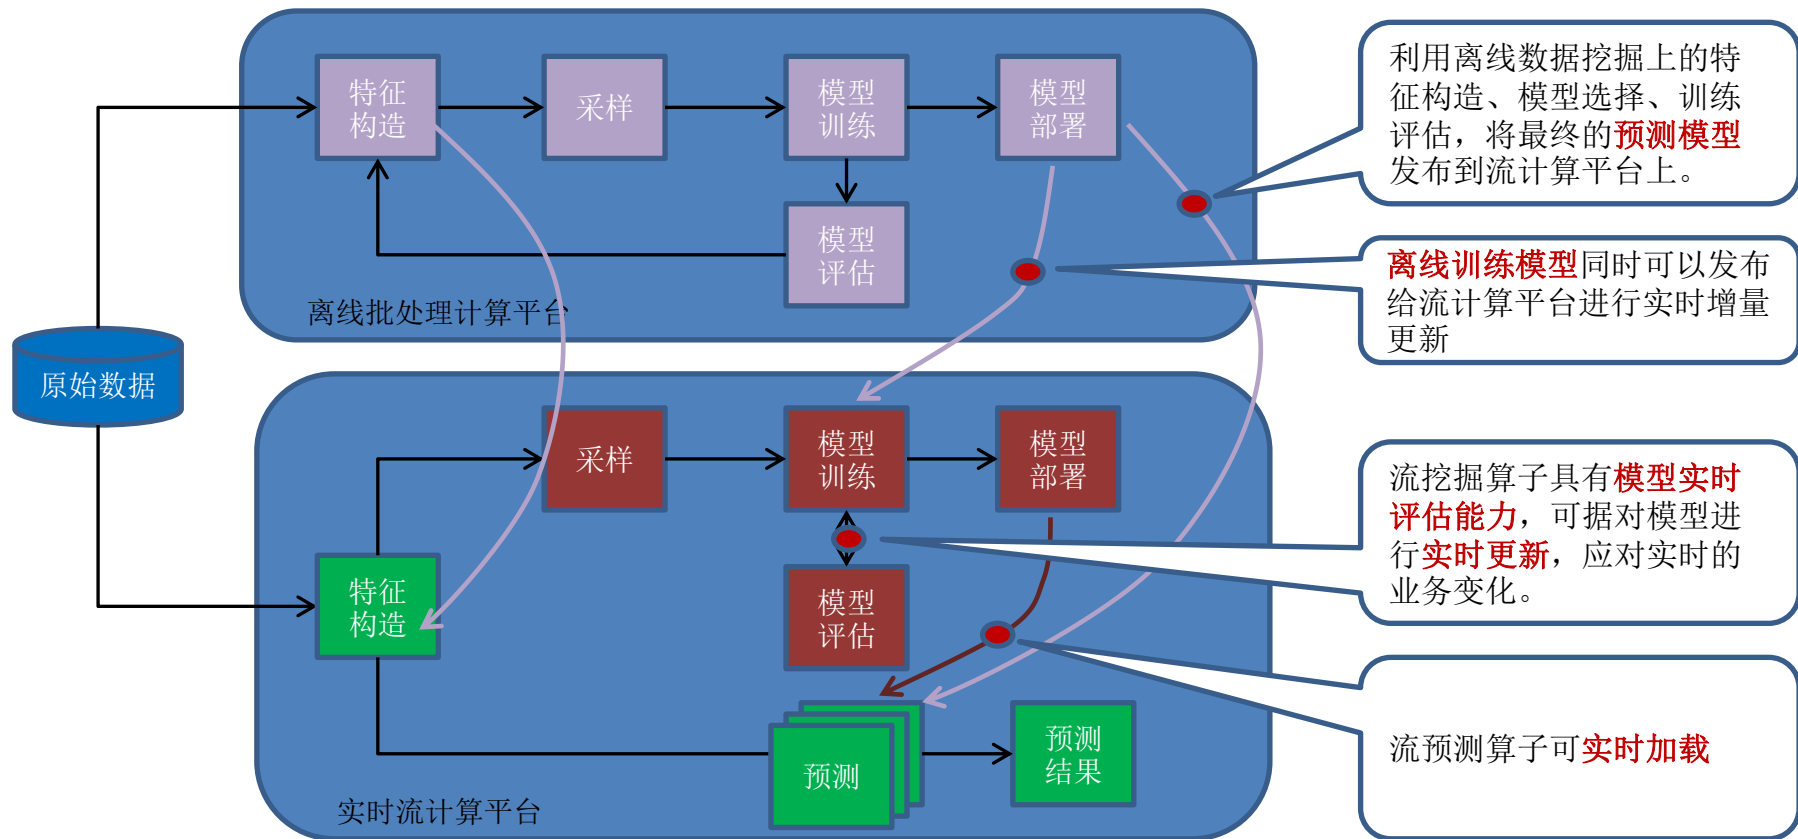 特征
构造
采样
模型
训练
模型
部署
模型
评估
离线批处理计算平台
原始数据
采样
模型
训练
模型
部署
特征
构造
模型
评估
预测
预测
结果
实时流计算平台
利用离线数据挖掘上的特
征构造、模型选择、训练
评估，将最终的预测模型
发布到流计算平台上。
离线训练模型同时可以发布
给流计算平台进行实时增量
更新
流挖掘算子具有模型实时
评估能力，可据对模型进
行实时更新，应对实时的
业务变化。
流预测算子可实时加载